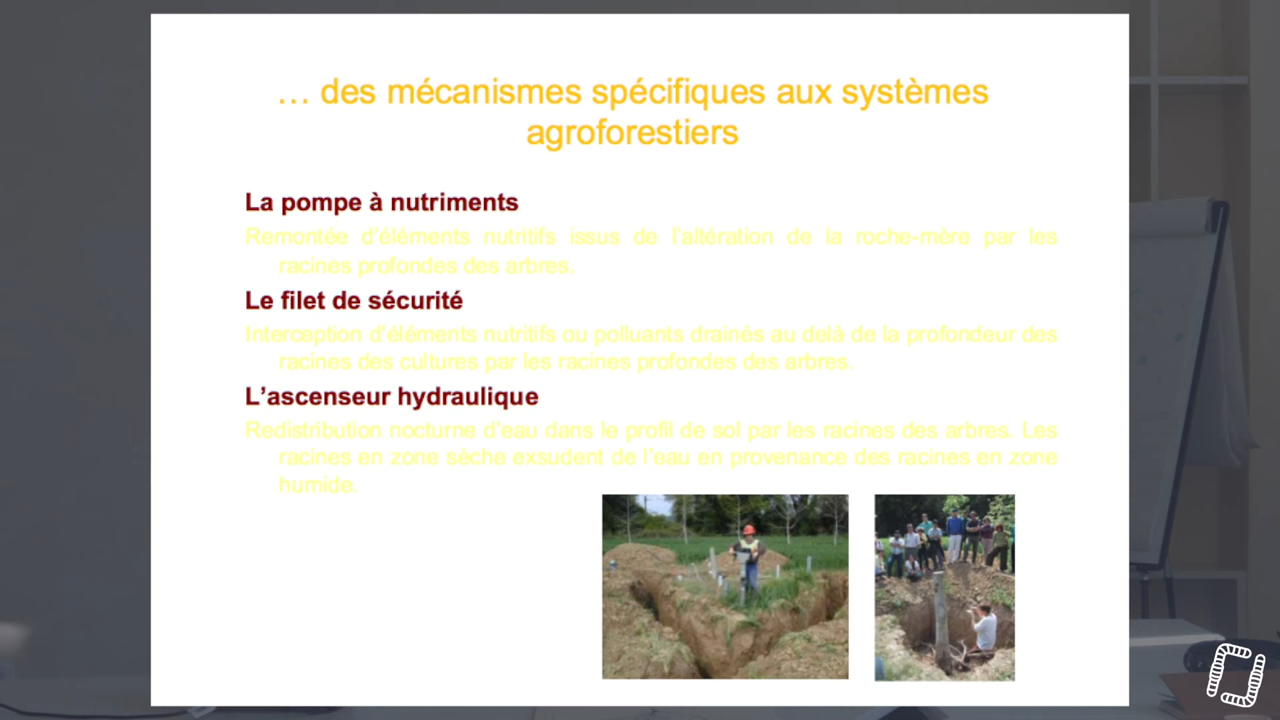 … des mécanismes spécifiques aux systèmes
agroforestiers
La pompe à nutriments
Remontée d'éléments nutritifs issus de l'altération de la roche-mère par les
racines profondes des arbres.
Le filet de sécurité
Interception d'éléments nutritifs ou polluants drainés au delà de la profondeur des
racines des cultures par les racines profondes des arbres.
L’ascenseur hydraulique
Redistribution nocturne d'eau dans le profil de sol par les racines des arbres. Les
racines en zone sèche exsudent de l'eau en provenance des racines en zone
humide.